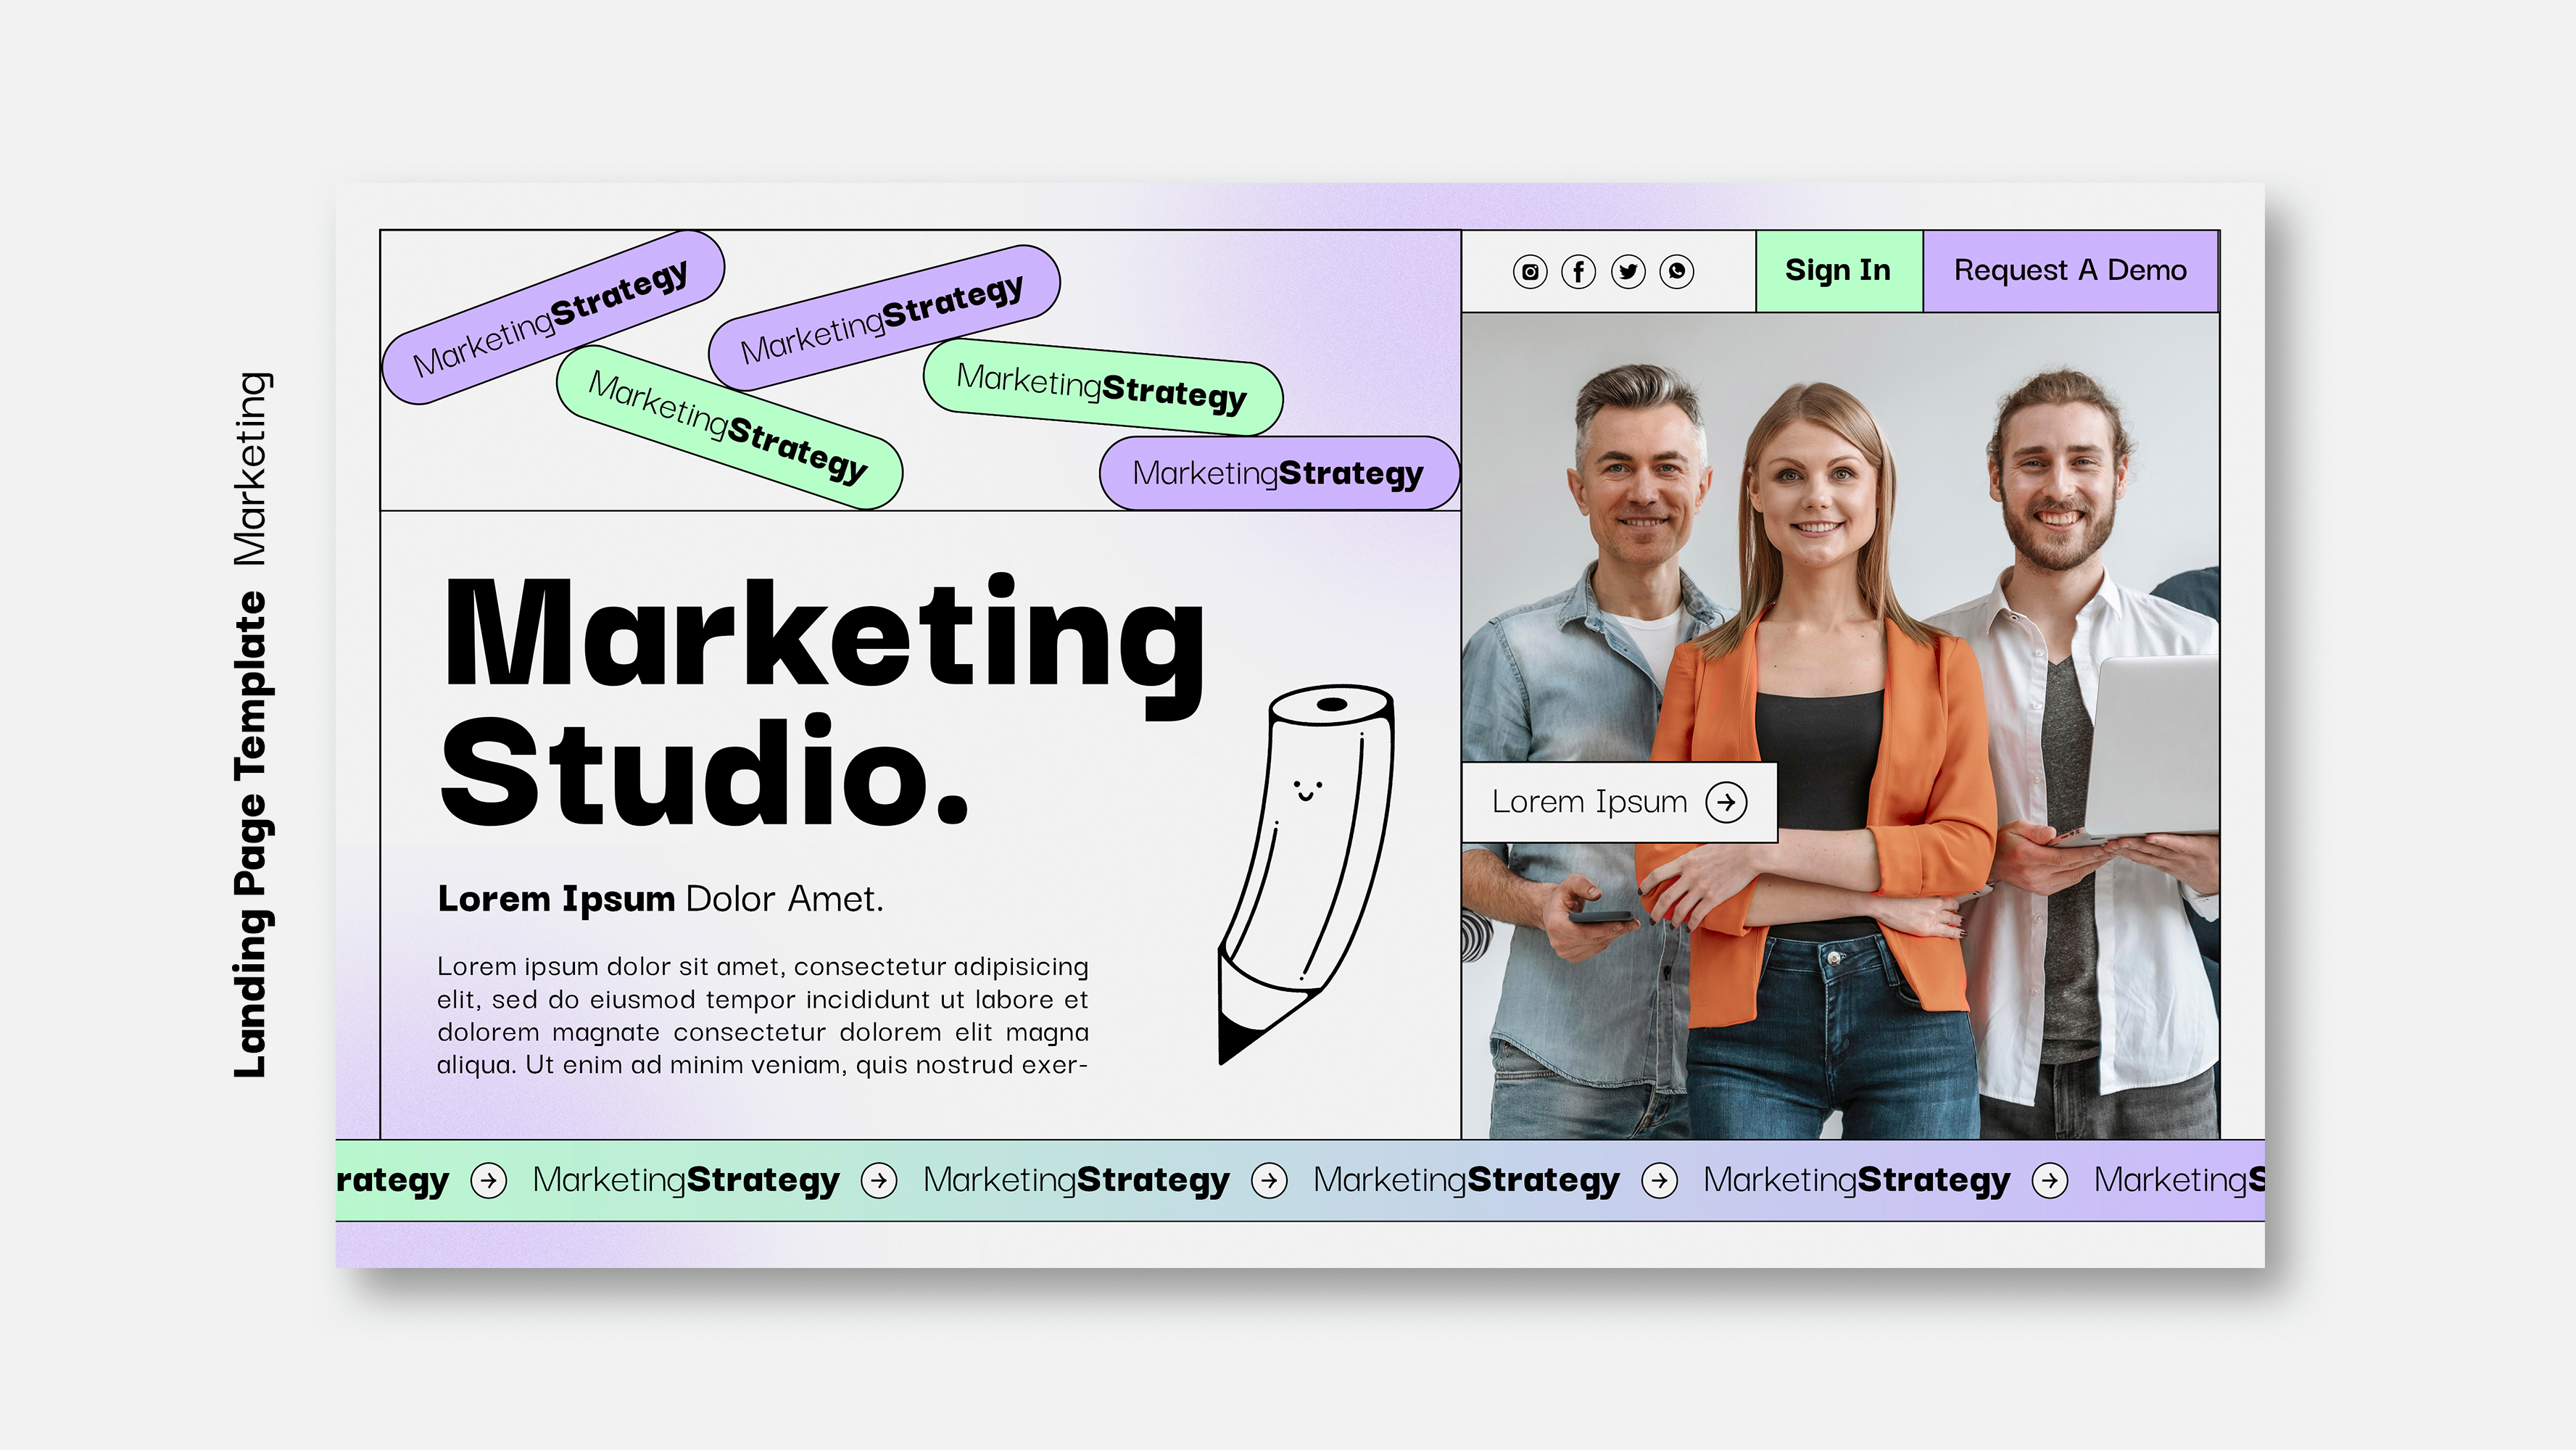 Landing Page Template Marketing
MarketingStrategy
MarketingStrategy
MarketingStrategy
MarketingStrategy
MarketingStrategy
Sign In
Request A Demo
Marketing
Studio.
Lorem Ipsum Dolor Amet.
Lorem ipsum dolor sit amet, consectetur adipisicing
elit, sed do eiusmod tempor incididunt ut labore et
dolorem magnate consectetur dolorem elit magna
aliqua. Ut enim ad minim veniam, quis nostrud exer-
Lorem Ipsum
rategy MarketingStrategy MarketingStrategy MarketingStrategy MarketingStrategy MarketingS